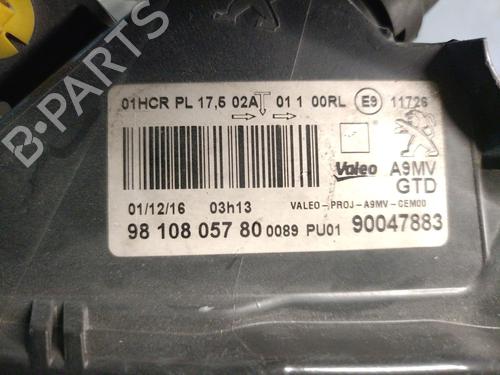 B-PARTS
01HCR PL 17,5 02A 01 1 00RL E9 11726
Valeo A9MV
GTD
01/12/16 03h13 VALEO-PROJ-A9MV-CEM00
98 108 057 80 0089 PU01 90047883